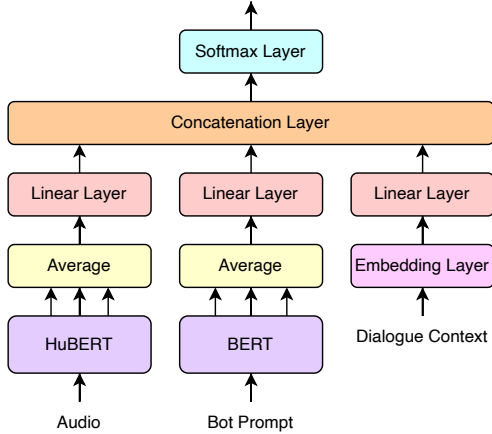 Softmax Layer
Concatenation Layer
Linear Layer
Linear Layer
Linear Layer
Average
Average
Embedding Layer
HuBERT
BERT
Dialogue Context
Audio
Bot Prompt